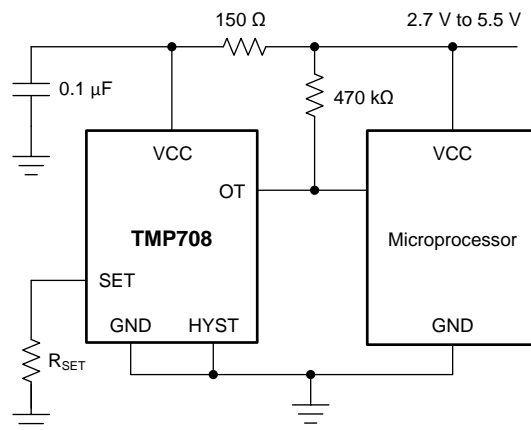 150 Ω
2.7 V to 5.5 V
0.1 μF
470 kΩ
VCC
VCC
OT
TMP708
Microprocessor
SET
GND
HYST
GND
RSET